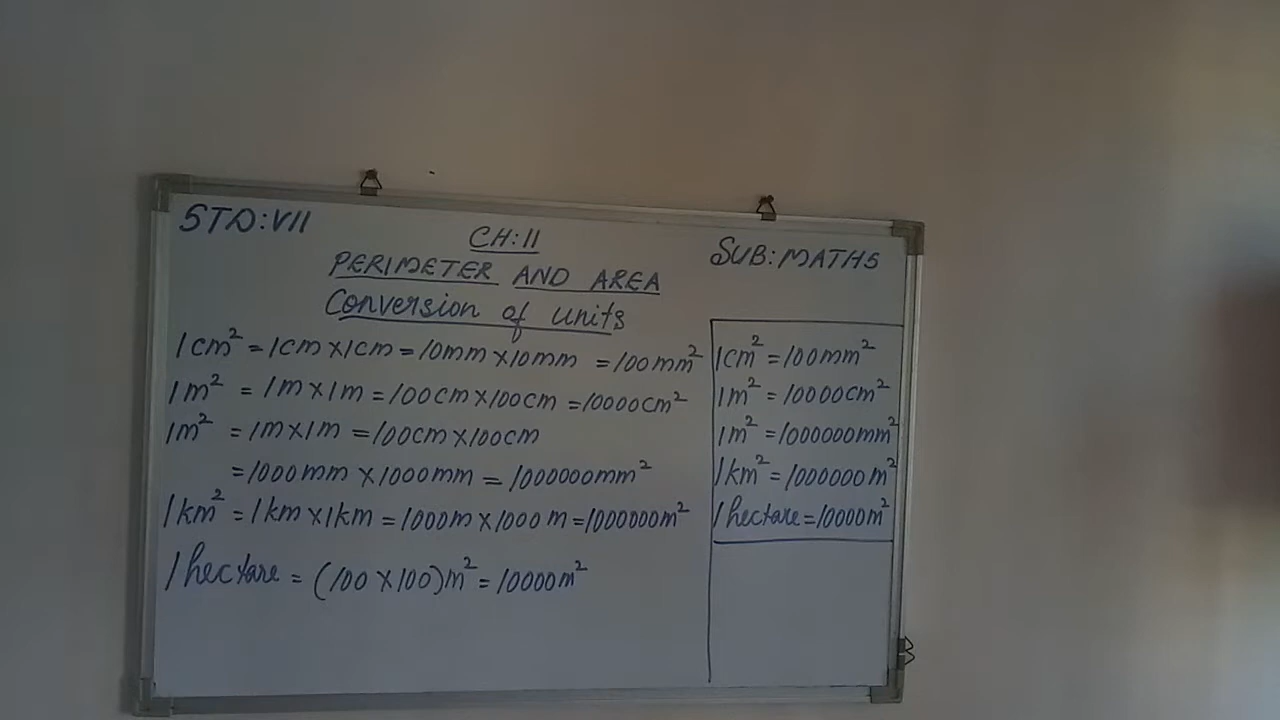 STD:VII
CH:11
SUB:MATHS
PERIMETER AND AREA
Conversion of units
1cm² = 1cm × 1cm = 10mm × 10mm = 100mm²
1m² = 1m × 1m = 100cm × 100cm = 10000cm²
1m² = 1m × 1m = 100cm × 100cm
= 1000mm × 1000mm = 1000000mm²
1km² = 1km × 1km = 1000m × 1000m = 1000000m²
1hectare = (100 × 100)m² = 10000m²
1cm² = 100mm²
1m² = 10000cm²
1m² = 1000000mm²
1km² = 1000000m²
1hectare = 10000m²